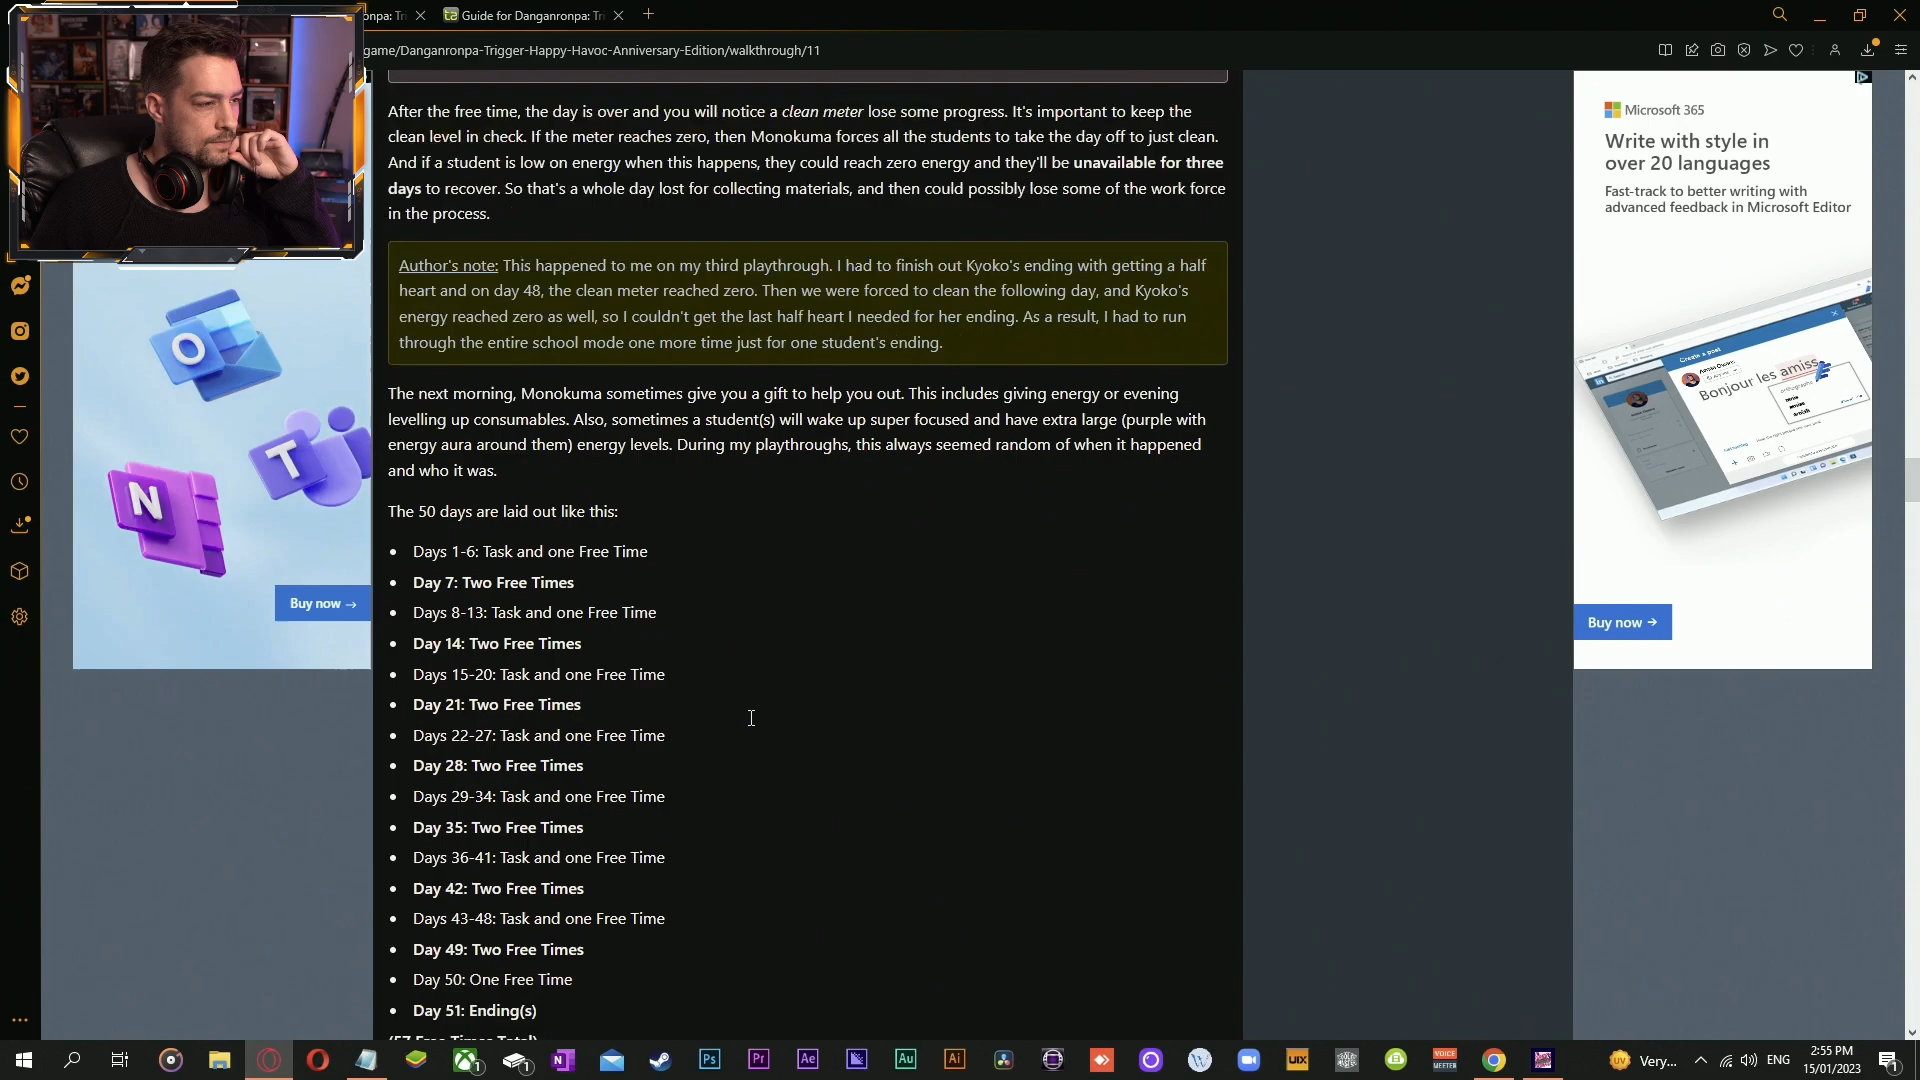 onpa: Tri
Guide for Danganronpa: Tr
game/Danganronpa-Trigger-Happy-Havoc-Anniversary-Edition/walkthrough/11
After the free time, the day is over and you will notice a clean meter lose some progress. It's important to keep the
clean level in check. If the meter reaches zero, then Monokuma forces all the students to take the day off to just clean.
And if a student is low on energy when this happens, they could reach zero energy and they'll be unavailable for three
days to recover. So that's a whole day lost for collecting materials, and then could possibly lose some of the work force
in the process.
Author's note: This happened to me on my third playthrough. I had to finish out Kyoko's ending with getting a half
heart and on day 48, the clean meter reached zero. Then we were forced to clean the following day, and Kyoko's
energy reached zero as well, so I couldn't get the last half heart I needed for her ending. As a result, I had to run
through the entire school mode one more time just for one student's ending.
The next morning, Monokuma sometimes give you a gift to help you out. This includes giving energy or evening
levelling up consumables. Also, sometimes a student(s) will wake up super focused and have extra large (purple with
energy aura around them) energy levels. During my playthroughs, this always seemed random of when it happened
and who it was.
The 50 days are laid out like this:
• Days 1-6: Task and one Free Time
• Day 7: Two Free Times
• Days 8-13: Task and one Free Time
• Day 14: Two Free Times
• Days 15-20: Task and one Free Time
• Day 21: Two Free Times
• Days 22-27: Task and one Free Time
• Day 28: Two Free Times
• Days 29-34: Task and one Free Time
• Day 35: Two Free Times
• Days 36-41: Task and one Free Time
• Day 42: Two Free Times
• Days 43-48: Task and one Free Time
• Day 49: Two Free Times
• Day 50: One Free Time
• Day 51: Ending(s)
(57 Free Times Total)
O
T
N
Buy now →
Microsoft 365
Write with style in
over 20 languages
Fast-track to better writing with
advanced feedback in Microsoft Editor
Create a post
Bonjour les amiss
Buy now →
N
Ps
Pr
Ae
Au
Ai
UIX
VOICE
MEETER
Very...
ENG
2:55 PM
15/01/2023